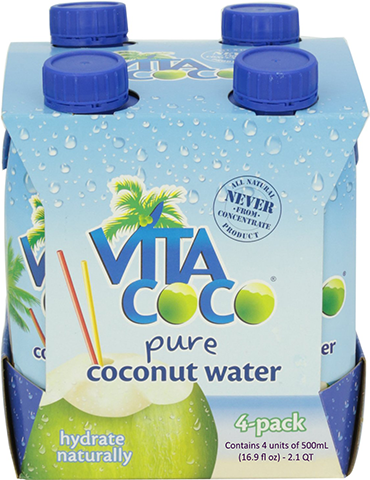 ALL NATURAL
NEVER
-FROM-
CONCENTRATE
PRODUCT
VITA
COCO®
pure
coconut water
hydrate
naturally
4-pack
Contains 4 units of 500mL
(16.9 fl oz) - 2.1 QT